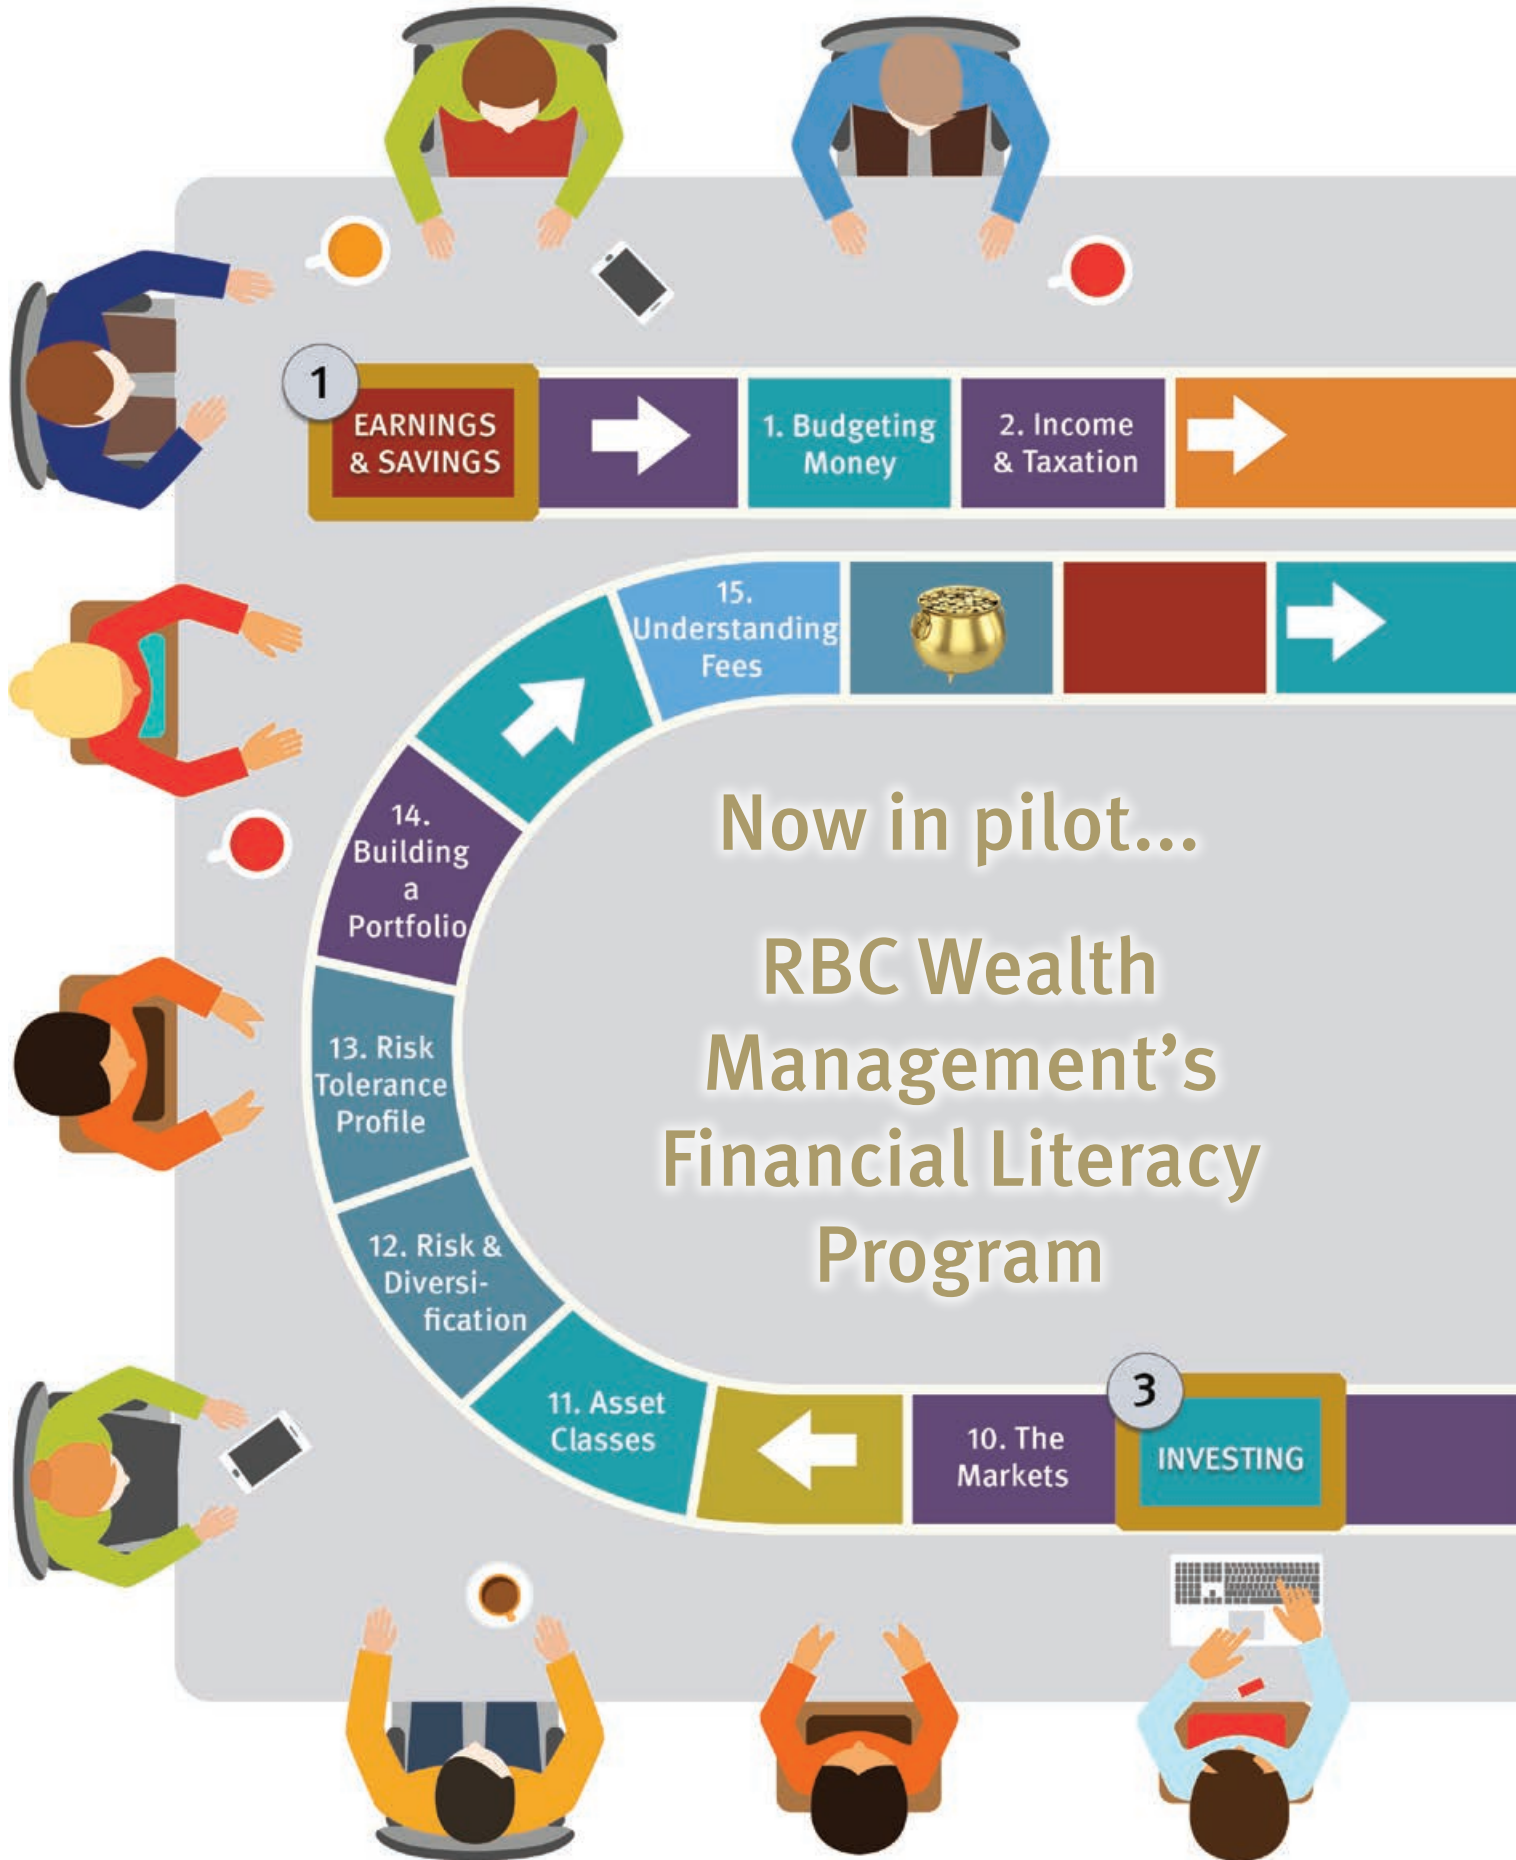 1
EARNINGS
& SAVINGS
1. Budgeting
Money
2. Income
& Taxation
15.
Understanding
Fees
14.
Building
a
Portfolio
13. Risk
Tolerance
Profile
12. Risk &
Diversi-
fication
11. Asset
Classes
10. The
Markets
3
INVESTING
Now in pilot...
RBC Wealth
Management’s
Financial Literacy
Program